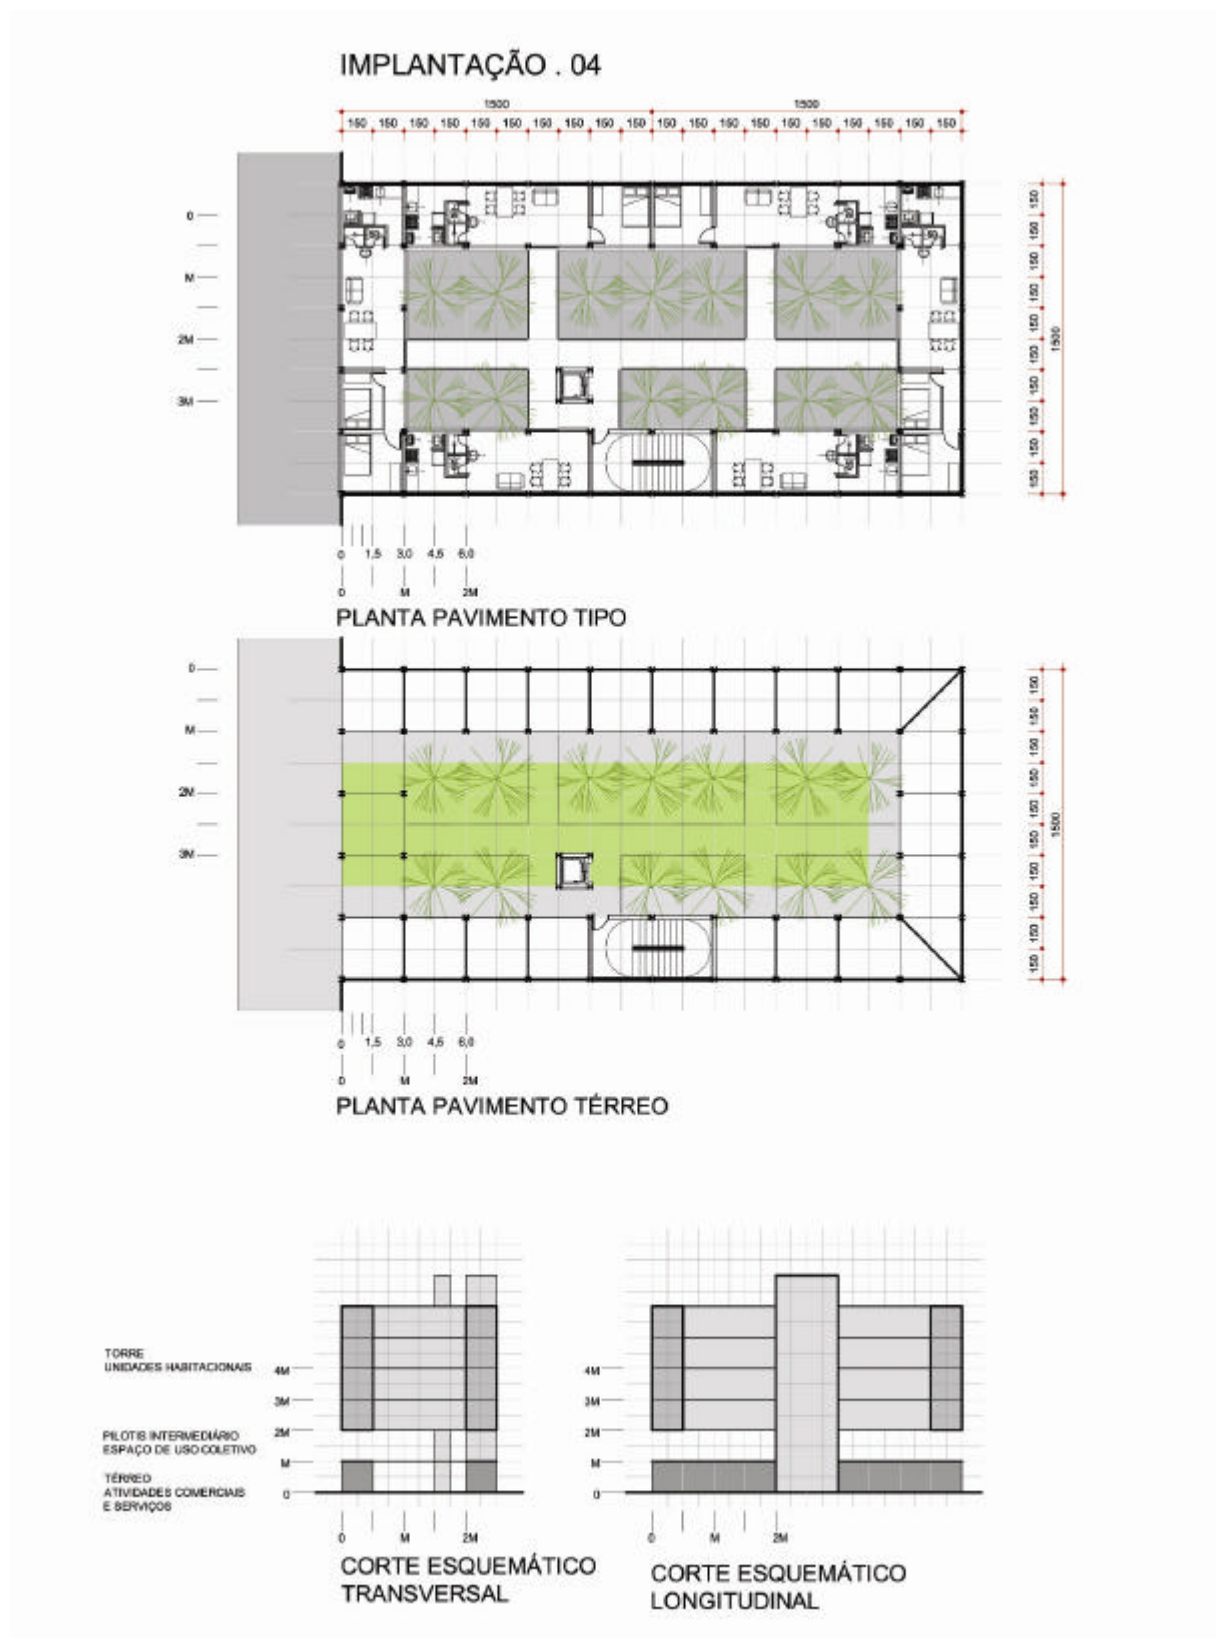 IMPLANTAÇÃO . 04
1500 1500
150 150 150 150 150 150 150 150 150 150 150 150 150 150 150 150 150 150 150 150
0
M
2M
3M
150 150 150 150 150 150 150 150 150 150
1500
0 1,5 3,0 4,5 6,0
0 M 2M
PLANTA PAVIMENTO TIPO
0
M
2M
3M
150 150 150 150 150 150 150 150 150 150
1500
0 1,5 3,0 4,5 6,0
0 M 2M
PLANTA PAVIMENTO TÉRREO
TORRE
UNIDADES HABITACIONAIS
PILOTIS INTERMEDIÁRIO
ESPAÇO DE USO COLETIVO
TÉRREO
ATIVIDADES COMERCIAIS
E SERVIÇOS
4M
3M
2M
M
0
0 M 2M
CORTE ESQUEMÁTICO
TRANSVERSAL
4M
3M
2M
M
0
0 M 2M
CORTE ESQUEMÁTICO
LONGITUDINAL